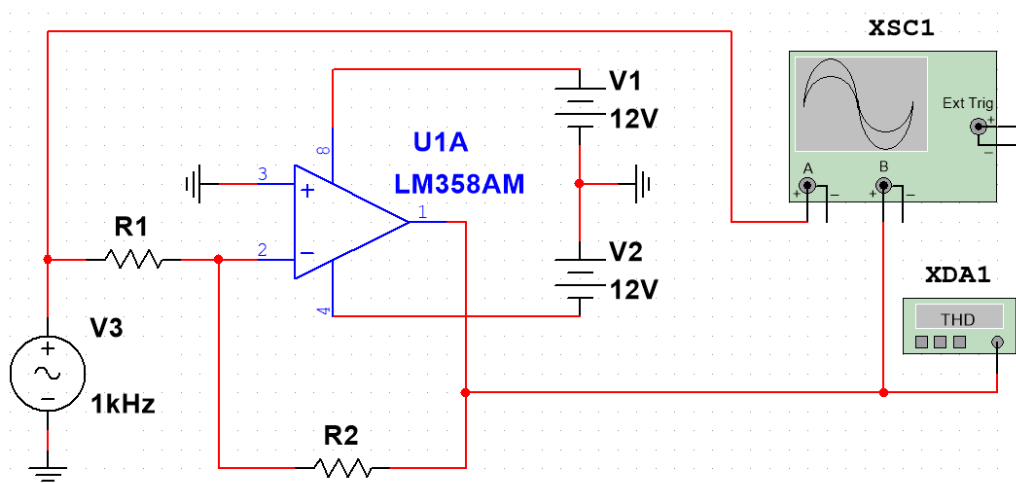 XSC1
V1
12V
Ext Trig
+
−
U1A
LM358AM
8
3
+
1
A
B
+ −
+ −
R1
2
−
4
V2
12V
XDA1
THD
V3
+
−
1kHz
R2